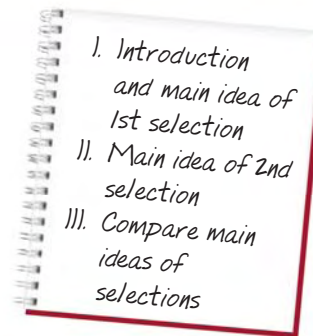 I. Introduction
and main idea of
1st selection
II. Main idea of 2nd
selection
III. Compare main
ideas of
selections